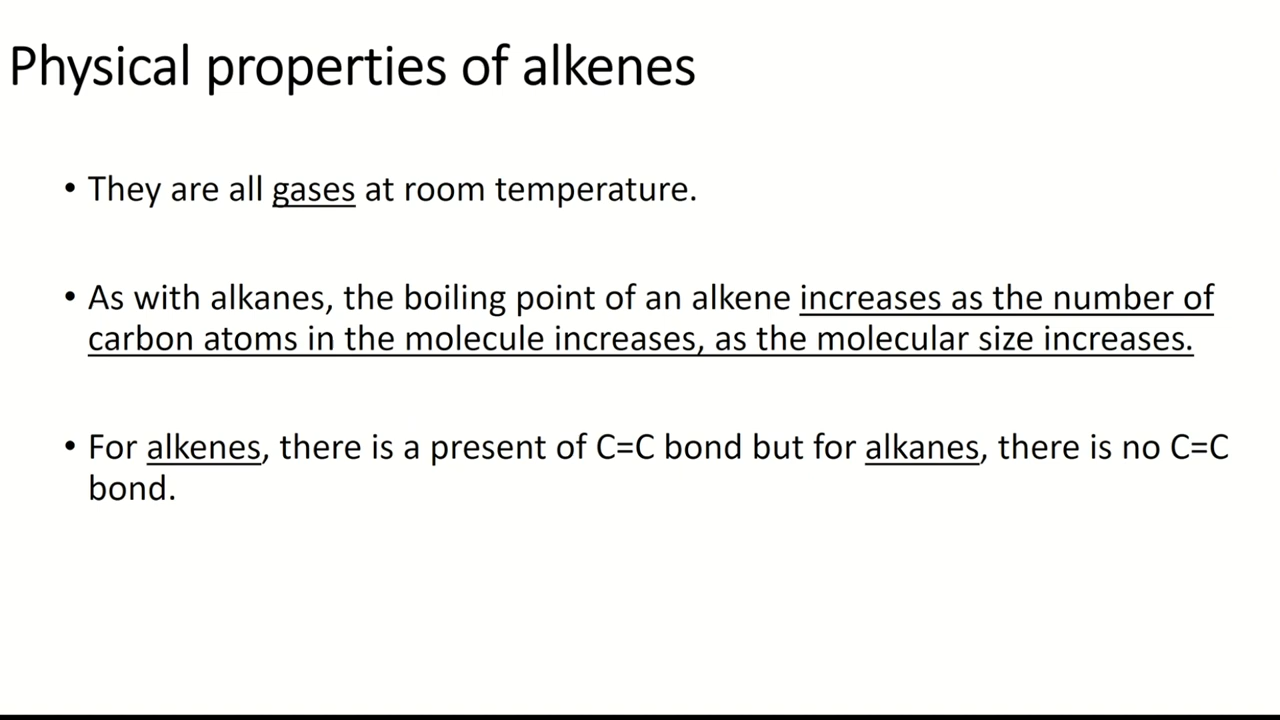 Physical properties of alkenes
• They are all gases at room temperature.
• As with alkanes, the boiling point of an alkene increases as the number of
carbon atoms in the molecule increases, as the molecular size increases.
• For alkenes, there is a present of C=C bond but for alkanes, there is no C=C
bond.